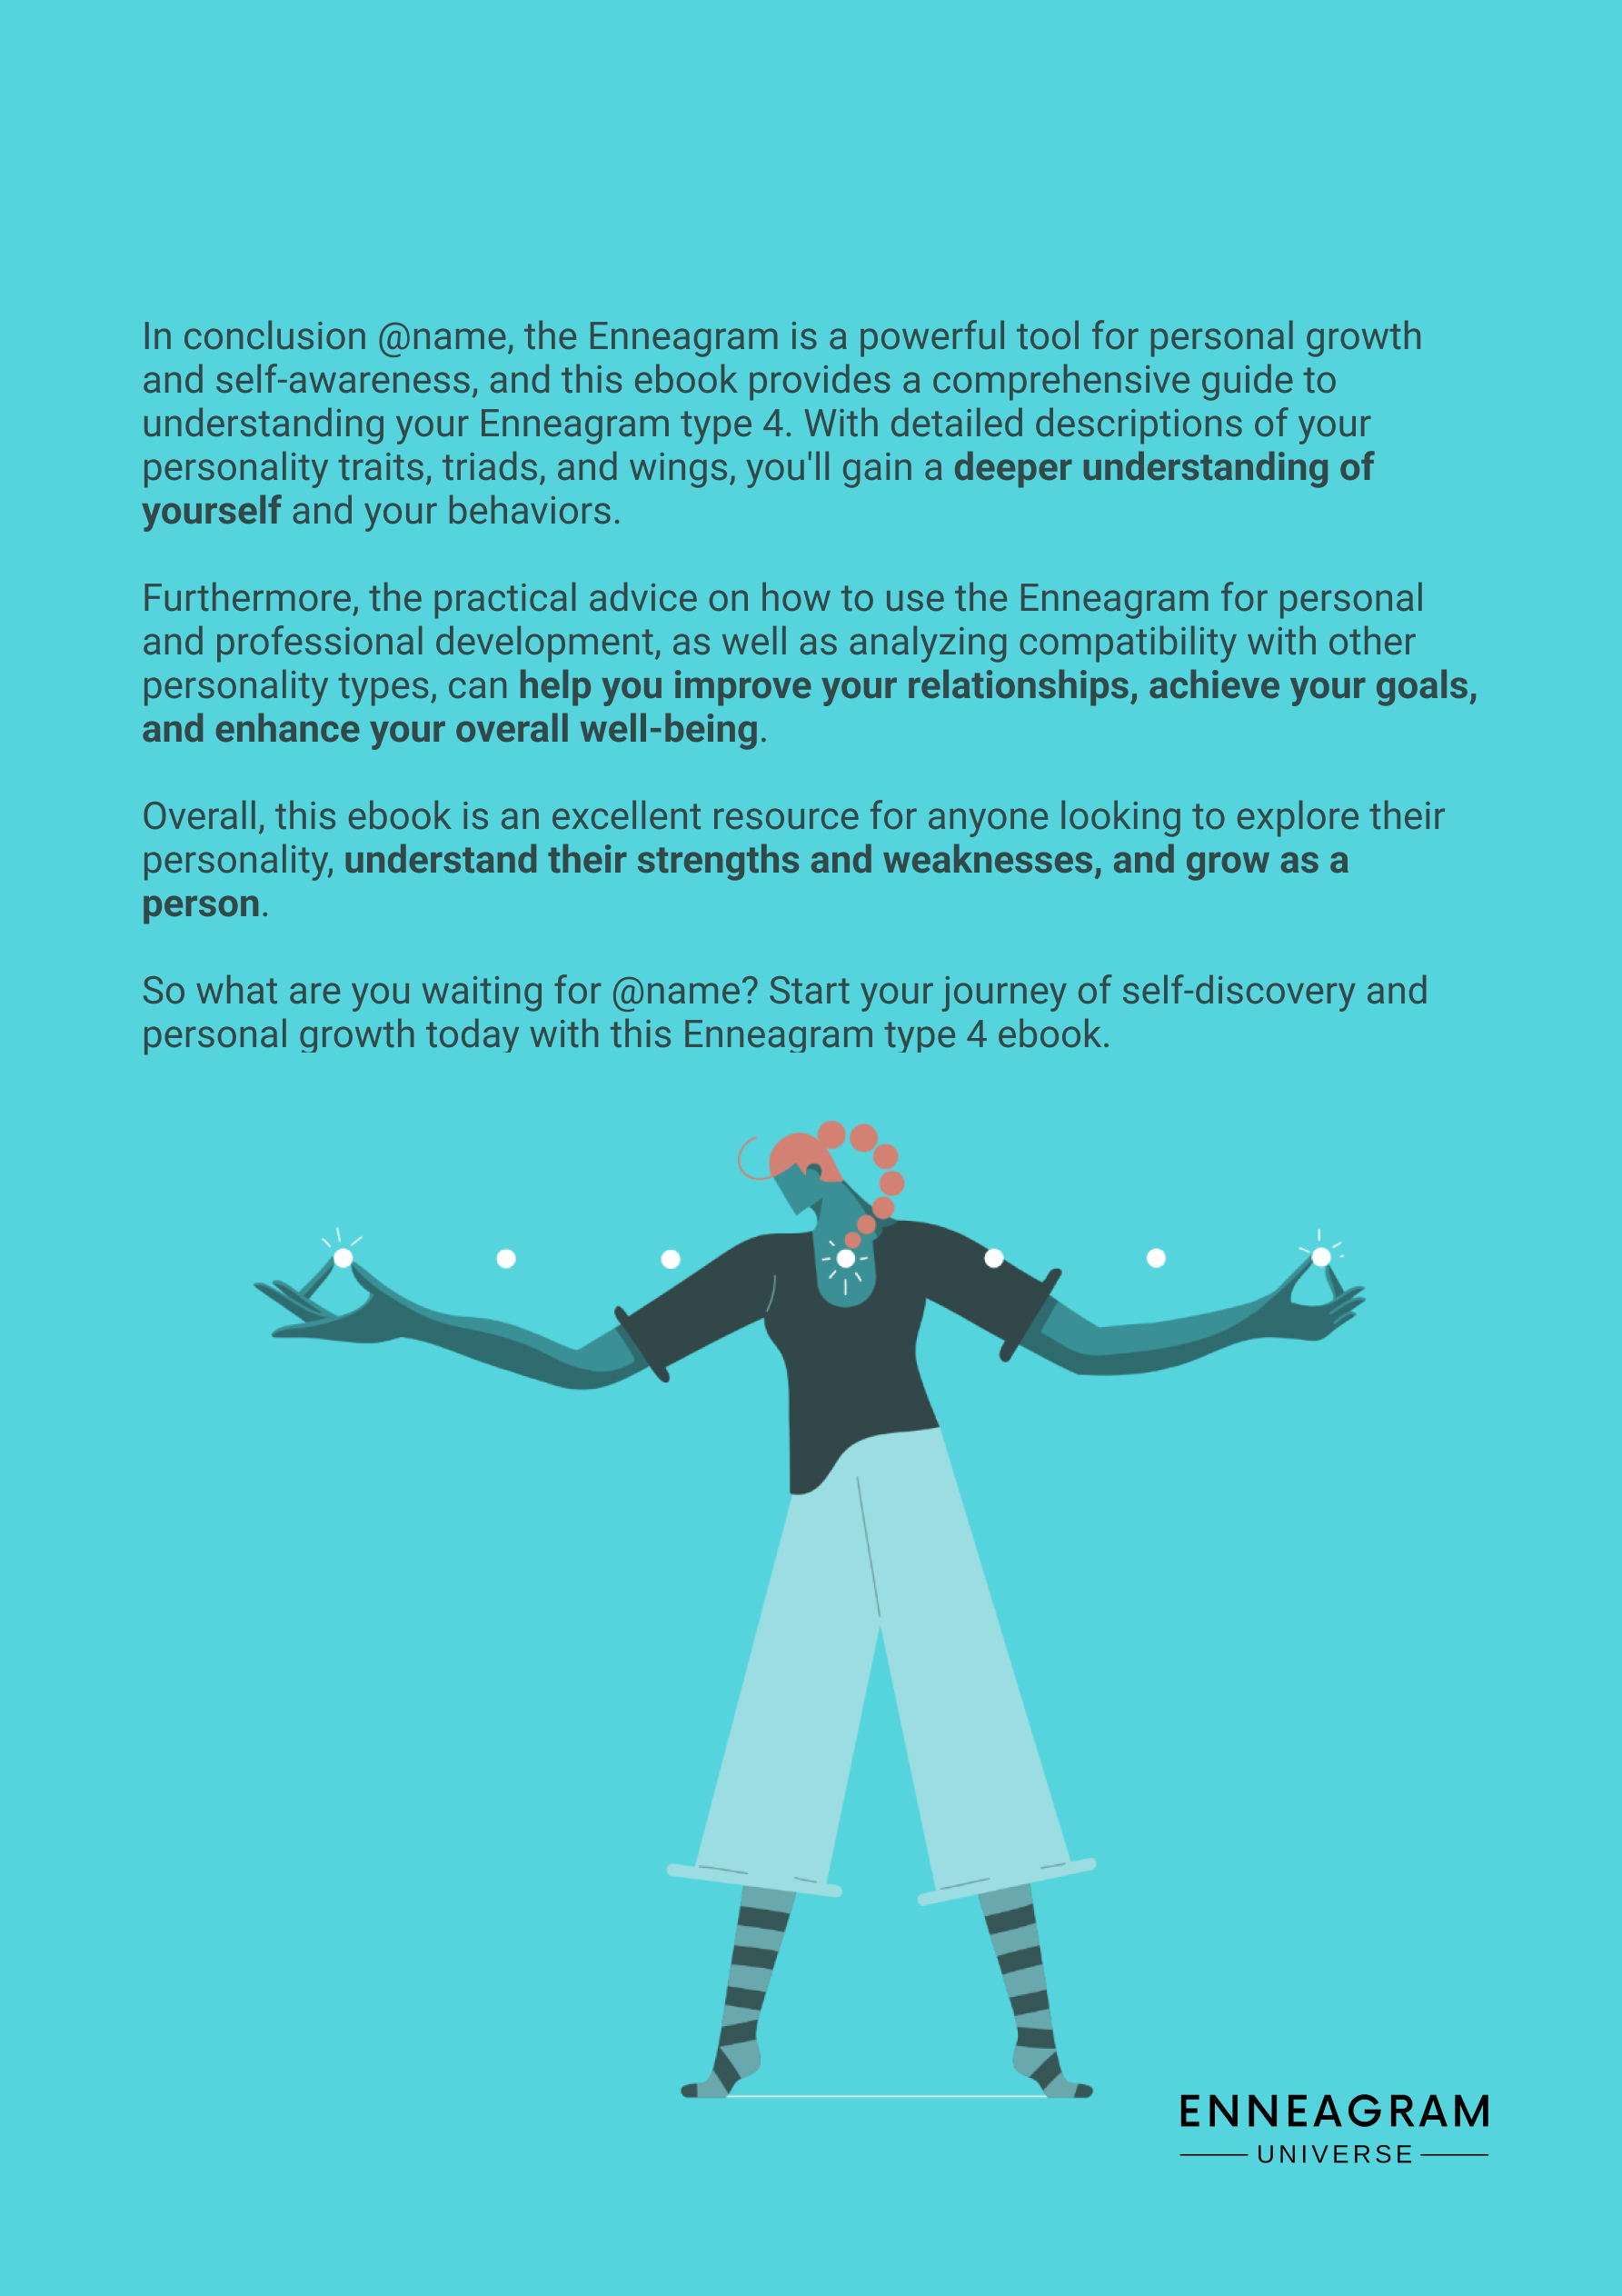 In conclusion @name, the Enneagram is a powerful tool for personal growth
and self-awareness, and this ebook provides a comprehensive guide to
understanding your Enneagram type 4. With detailed descriptions of your
personality traits, triads, and wings, you'll gain a deeper understanding of
yourself and your behaviors.
Furthermore, the practical advice on how to use the Enneagram for personal
and professional development, as well as analyzing compatibility with other
personality types, can help you improve your relationships, achieve your goals,
and enhance your overall well-being.
Overall, this ebook is an excellent resource for anyone looking to explore their
personality, understand their strengths and weaknesses, and grow as a
person.
So what are you waiting for @name? Start your journey of self-discovery and
personal growth today with this Enneagram type 4 ebook.
ENNEAGRAM
UNIVERSE